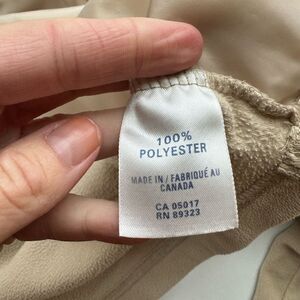 100%
POLYESTER
MADE IN / FABRIQUÉ AU
CANADA
CA 05017
RN 89323